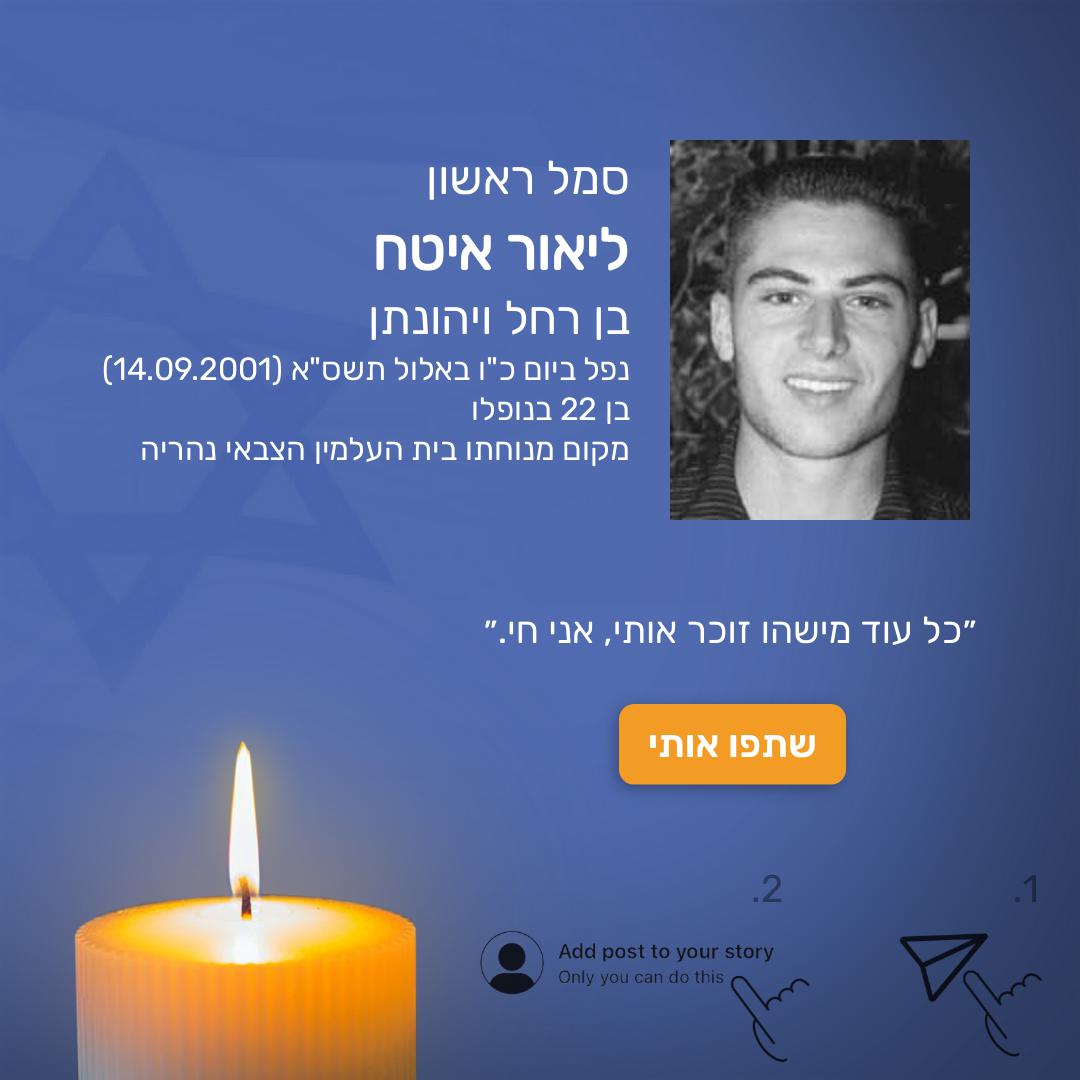 סמל ראשון
ליאור איטח
בן רחל ויהונתן
נפל ביום כ"ו באלול תשס"א (14.09.2001)
בן 22 בנופלו
מקום מנוחתו בית העלמין הצבאי נהריה
״כל עוד מישהו זוכר אותי, אני חי.״
שתפו אותי
1.
2.
Add post to your story
Only you can do this